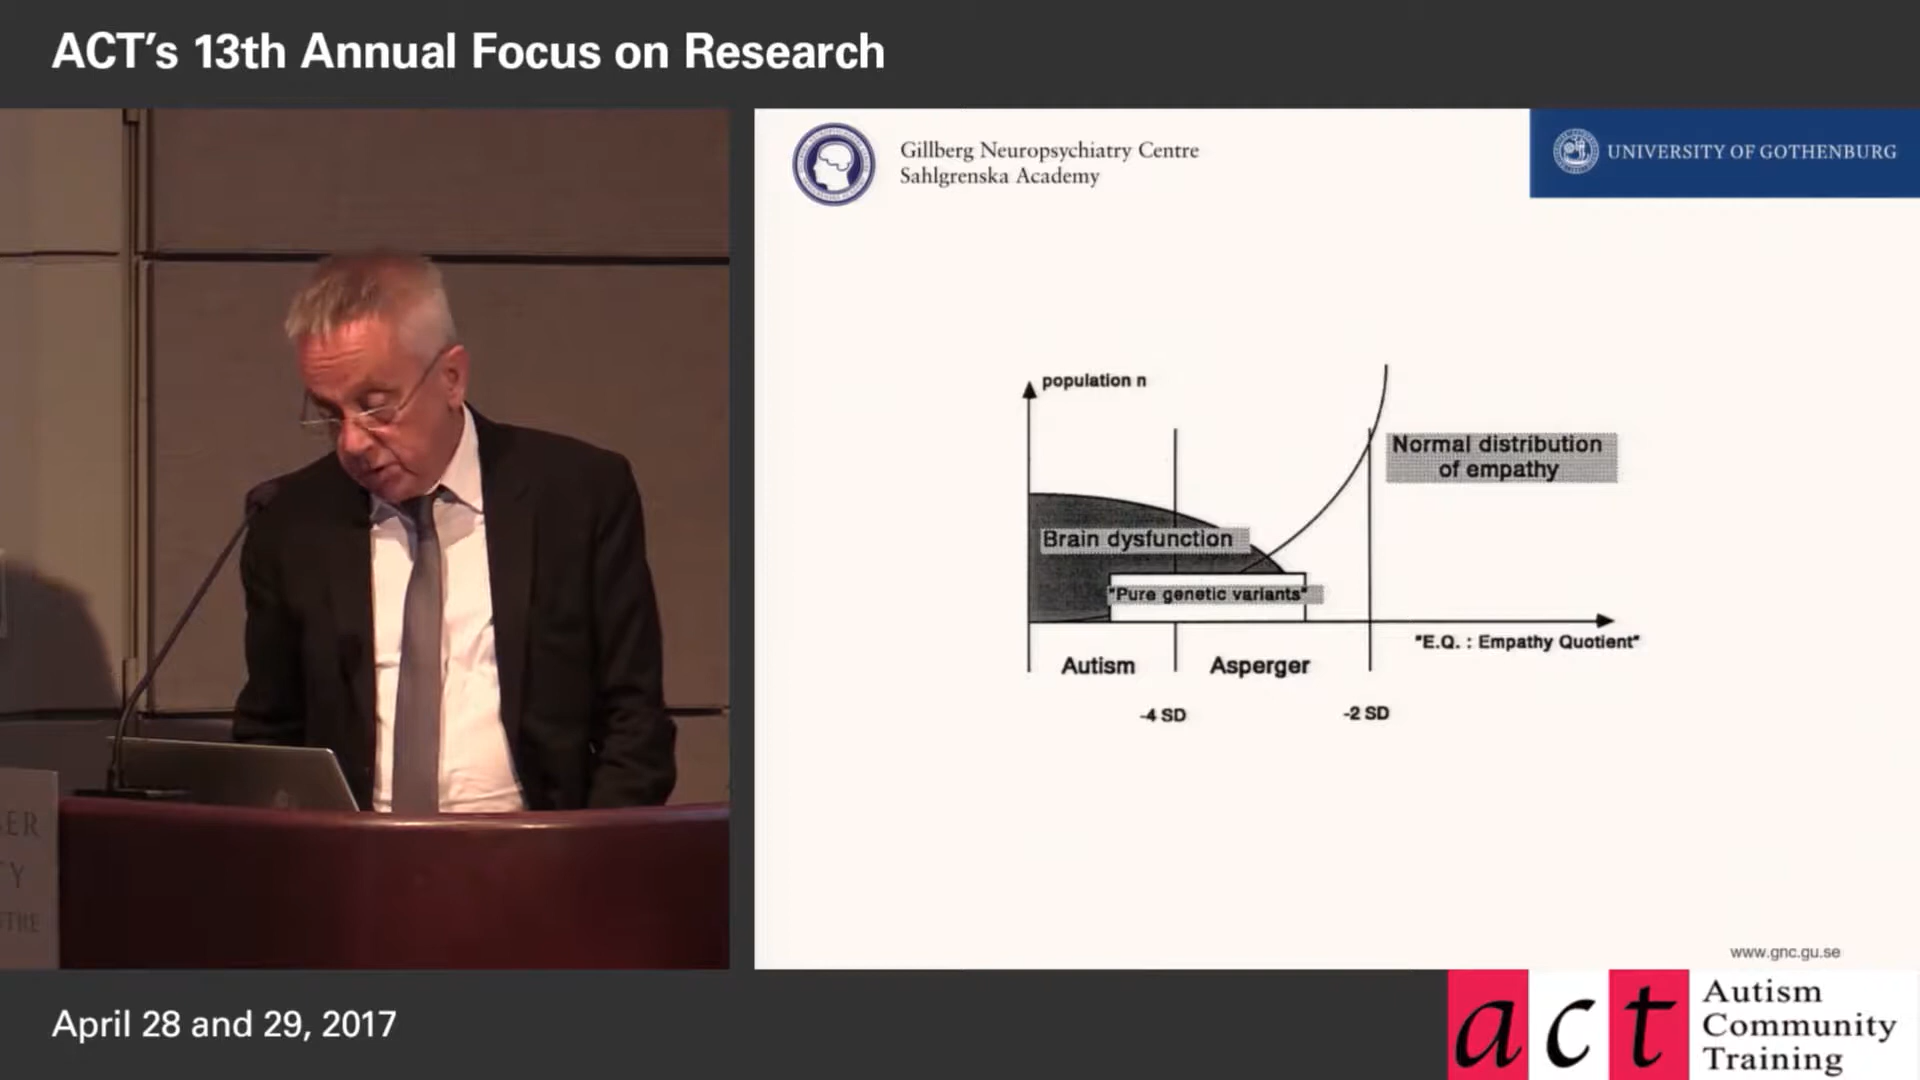 ACT's 13th Annual Focus on Research
Gillberg Neuropsychiatry Centre
Sahlgrenska Academy
UNIVERSITY OF GOTHENBURG
population n
Normal distribution
of empathy
Brain dysfunction
"Pure genetic variants"
"E.Q. : Empathy Quotient"
Autism
Asperger
-4 SD
-2 SD
www.gnc.gu.se
April 28 and 29, 2017
act
Autism
Community
Training